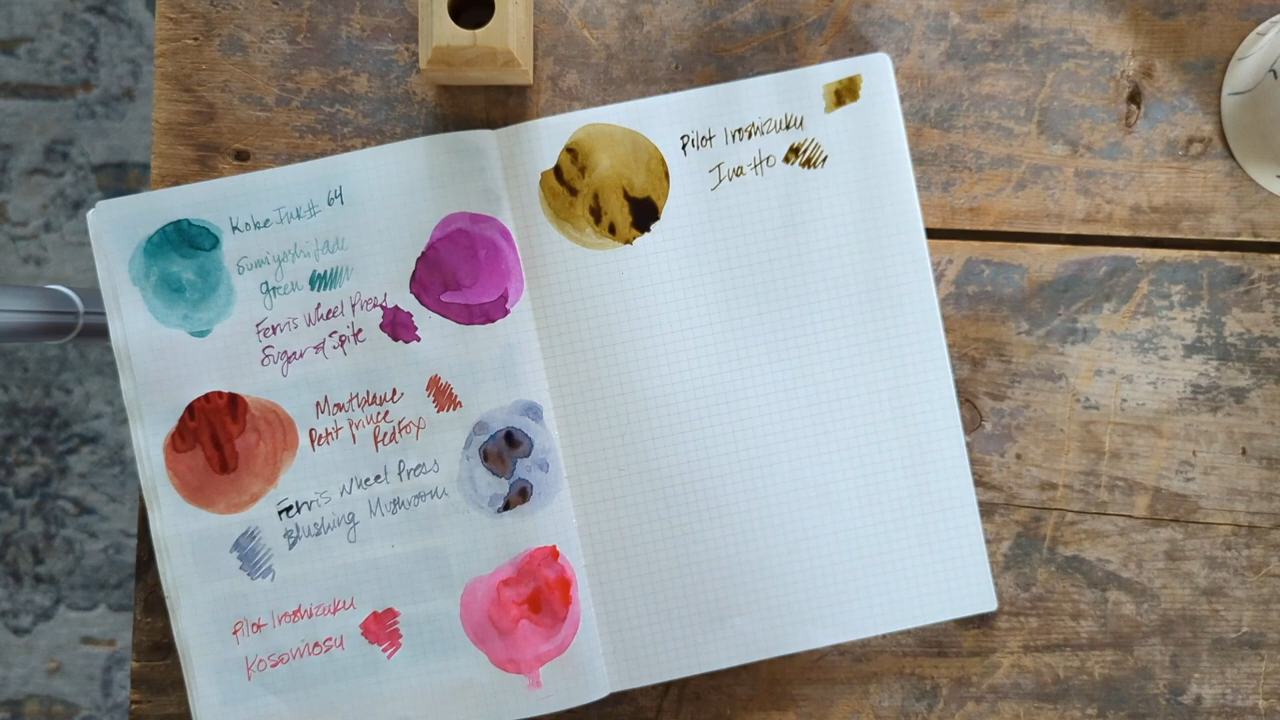 Kobe Ink # 64
Sumiyoshi Jade
green
Ferris Wheel Press
Sugar & Spite
Montblanc
Petit prince
Red Fox
Ferris Wheel Press
Blushing Mushroom
Pilot Iroshizuku
Kosomosu
Pilot Iroshizuku
Ina-Ho